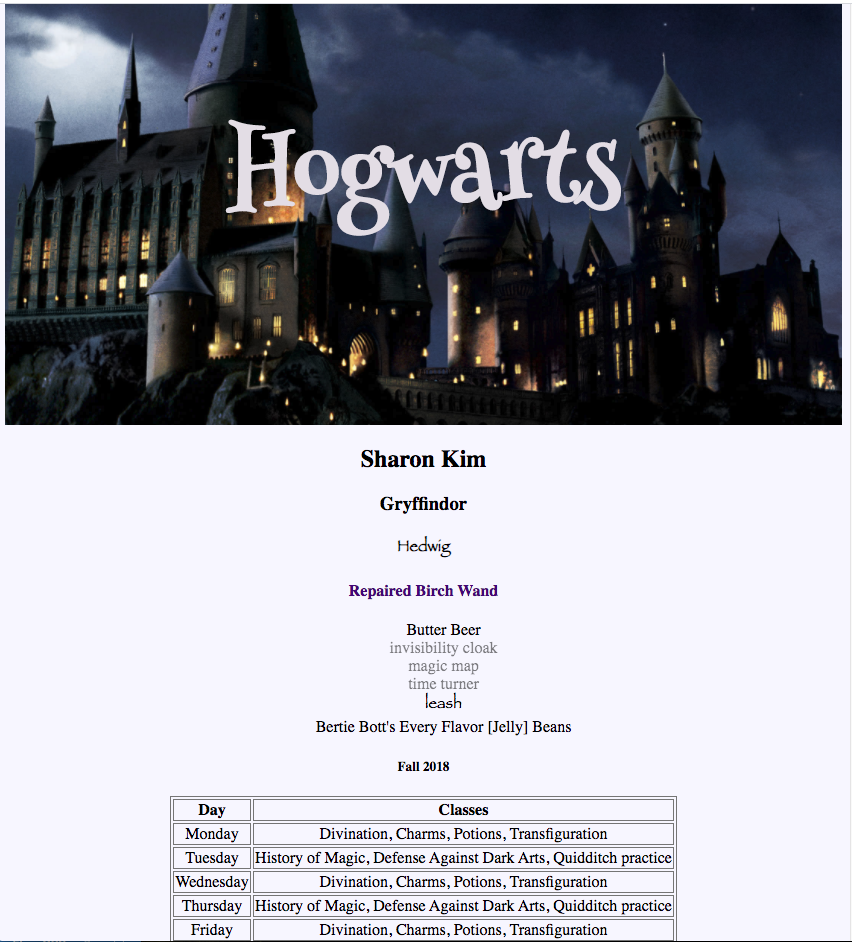 Hogwarts
Sharon Kim
Gryffindor
Hedwig
Repaired Birch Wand
Butter Beer
invisibility cloak
magic map
time turner
leash
Bertie Bott's Every Flavor [Jelly] Beans
Fall 2018
Day Classes
Monday Divination, Charms, Potions, Transfiguration
Tuesday History of Magic, Defense Against Dark Arts, Quidditch practice
Wednesday Divination, Charms, Potions, Transfiguration
Thursday History of Magic, Defense Against Dark Arts, Quidditch practice
Friday Divination, Charms, Potions, Transfiguration